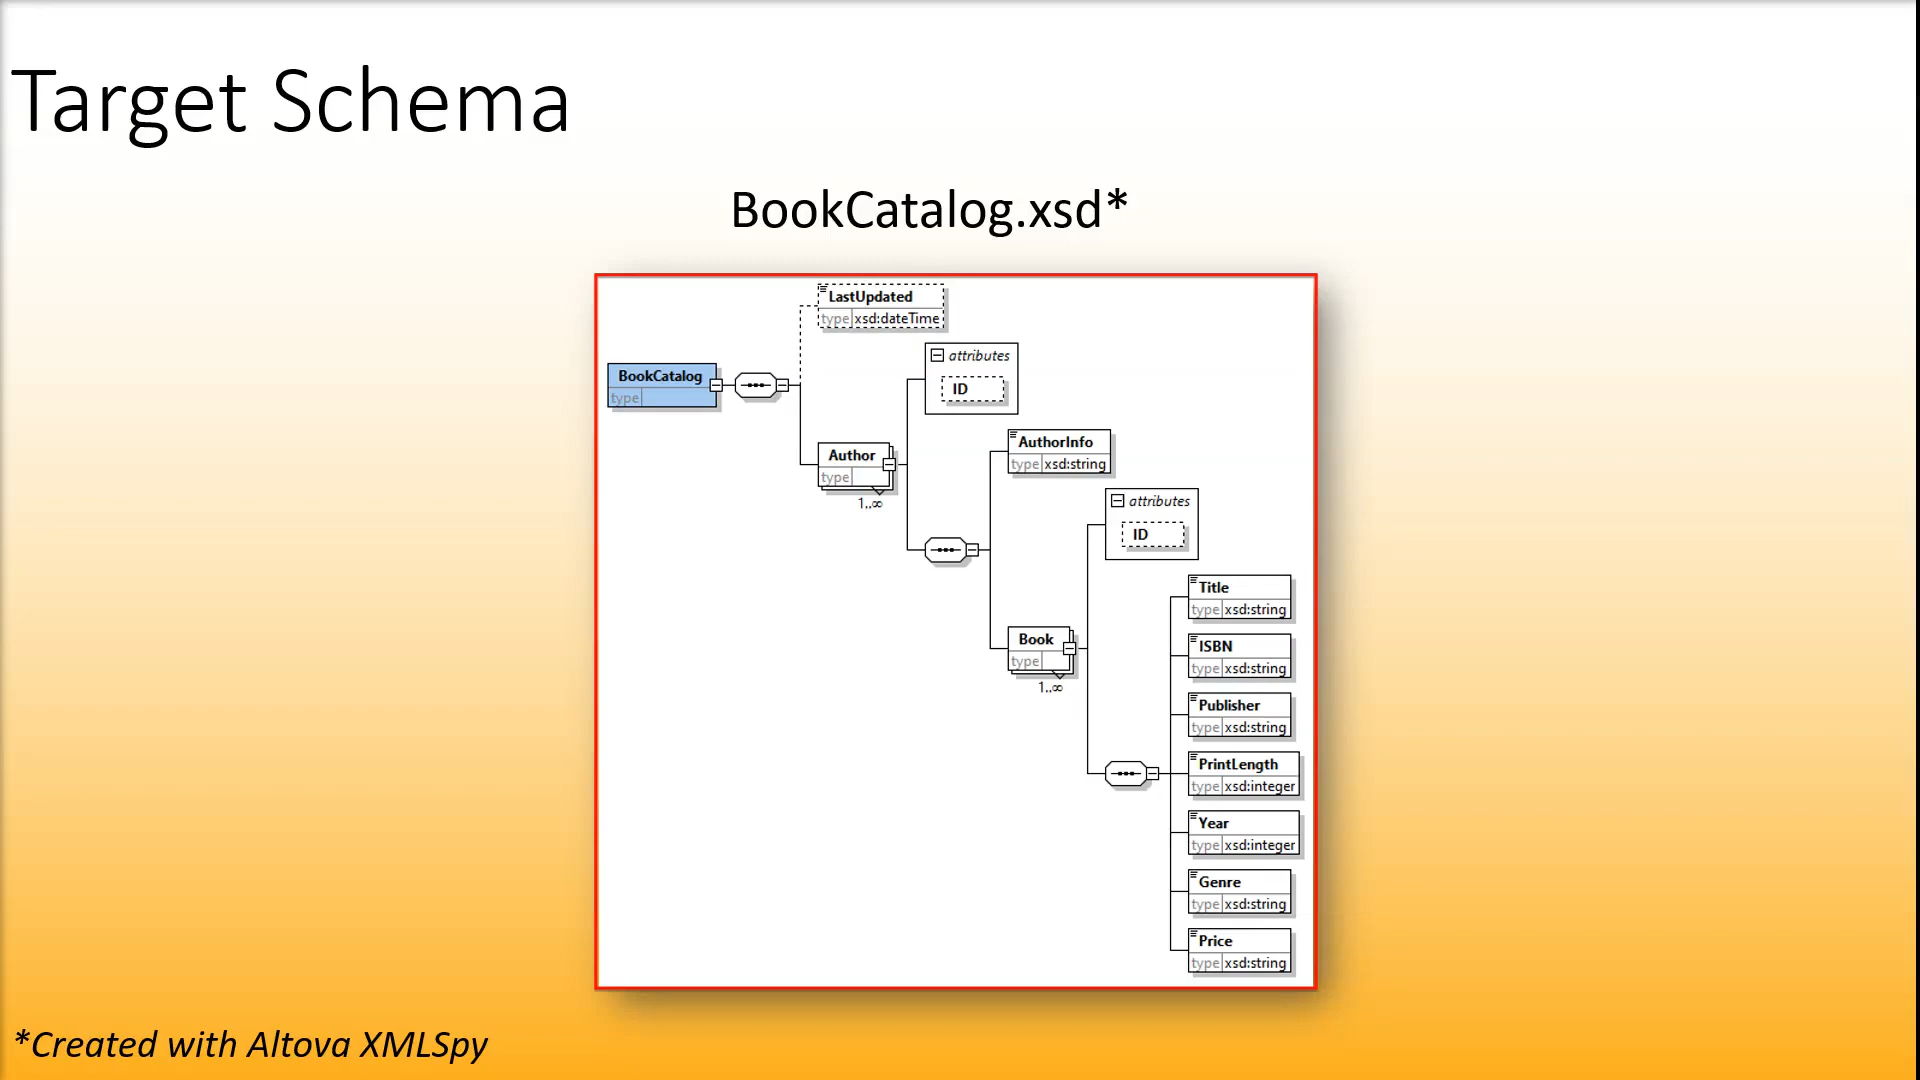 Target Schema
BookCatalog.xsd*
LastUpdated
type xsd:dateTime
attributes
ID
BookCatalog
type
Author
type
1..∞
AuthorInfo
type xsd:string
attributes
ID
Book
type
1..∞
Title
type xsd:string
ISBN
type xsd:string
Publisher
type xsd:string
PrintLength
type xsd:integer
Year
type xsd:integer
Genre
type xsd:string
Price
type xsd:string
*Created with Altova XMLSpy